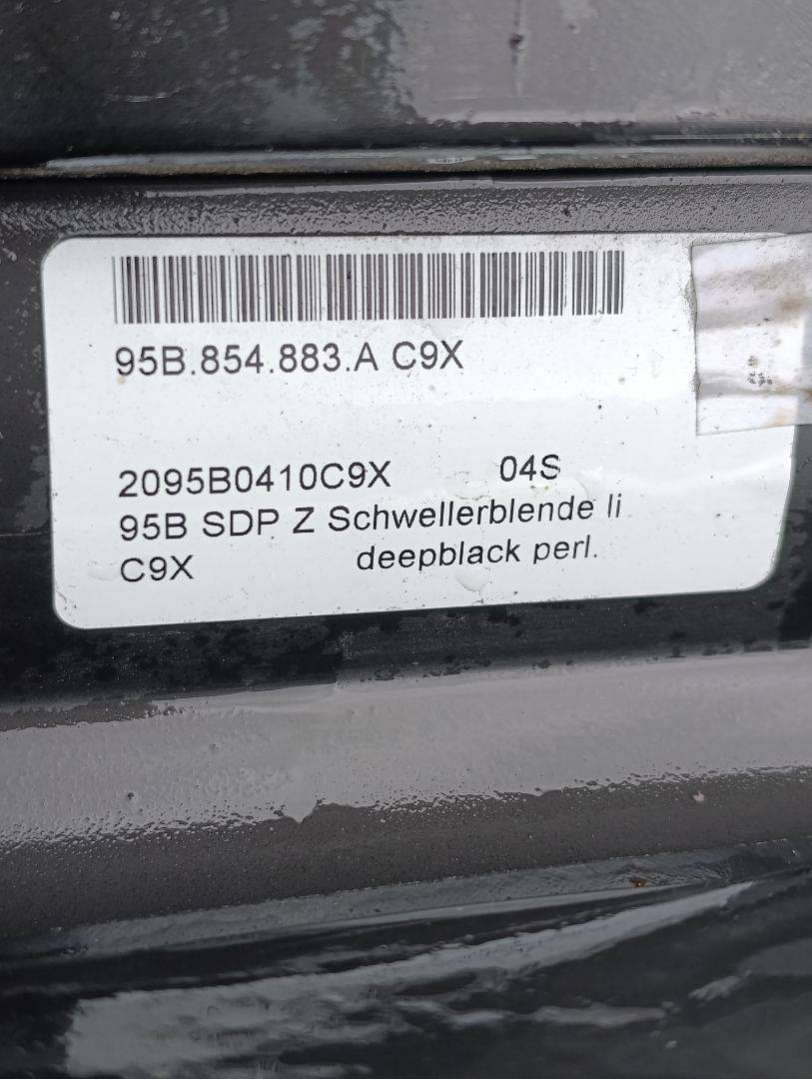 95B.854.883.A C9X
2095B0410C9X 04S
95B SDP Z Schwellerblende li
C9X deepblack perl.